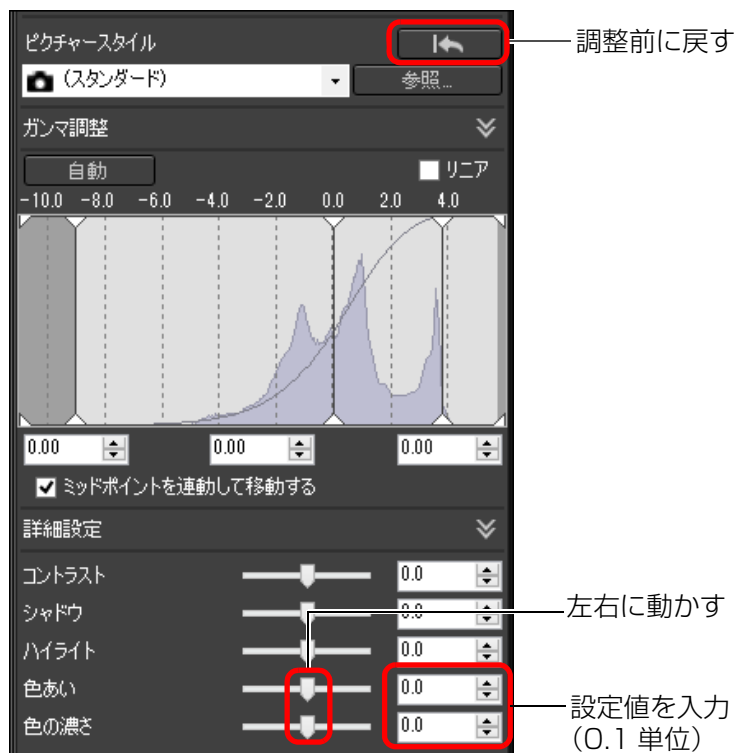 ピクチャースタイル
調整前に戻す
(スタンダード)
参照...
ガンマ調整
自動
リニア
-10.0 -8.0 -6.0 -4.0 -2.0 0.0 2.0 4.0
0.00 0.00 0.00
ミッドポイントを連動して移動する
詳細設定
コントラスト 0.0
シャドウ 0.0
左右に動かす
ハイライト 0.0
色あい 0.0
設定値を入力
(0.1 単位)
色の濃さ 0.0